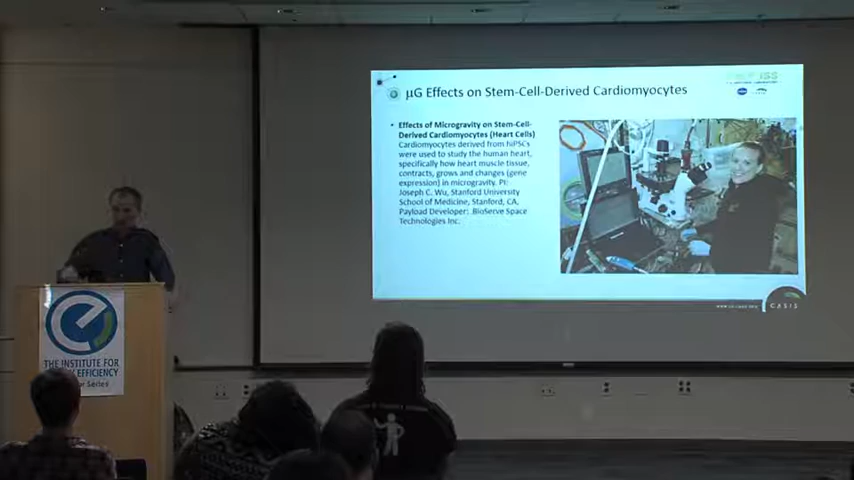 µG Effects on Stem-Cell-Derived Cardiomyocytes
• Effects of Microgravity on Stem-Cell-
Derived Cardiomyocytes (Heart Cells)
Cardiomyocytes derived from hiPSCs
were used to study the human heart,
specifically how heart muscle tissue,
contracts, grows and changes (gene
expression) in microgravity. PI:
Joseph C. Wu, Stanford University
School of Medicine, Stanford, CA,
Payload Developer: BioServe Space
Technologies Inc.
ISS
CASIS
THE INSTITUTE FOR
EFFICIENCY
Series